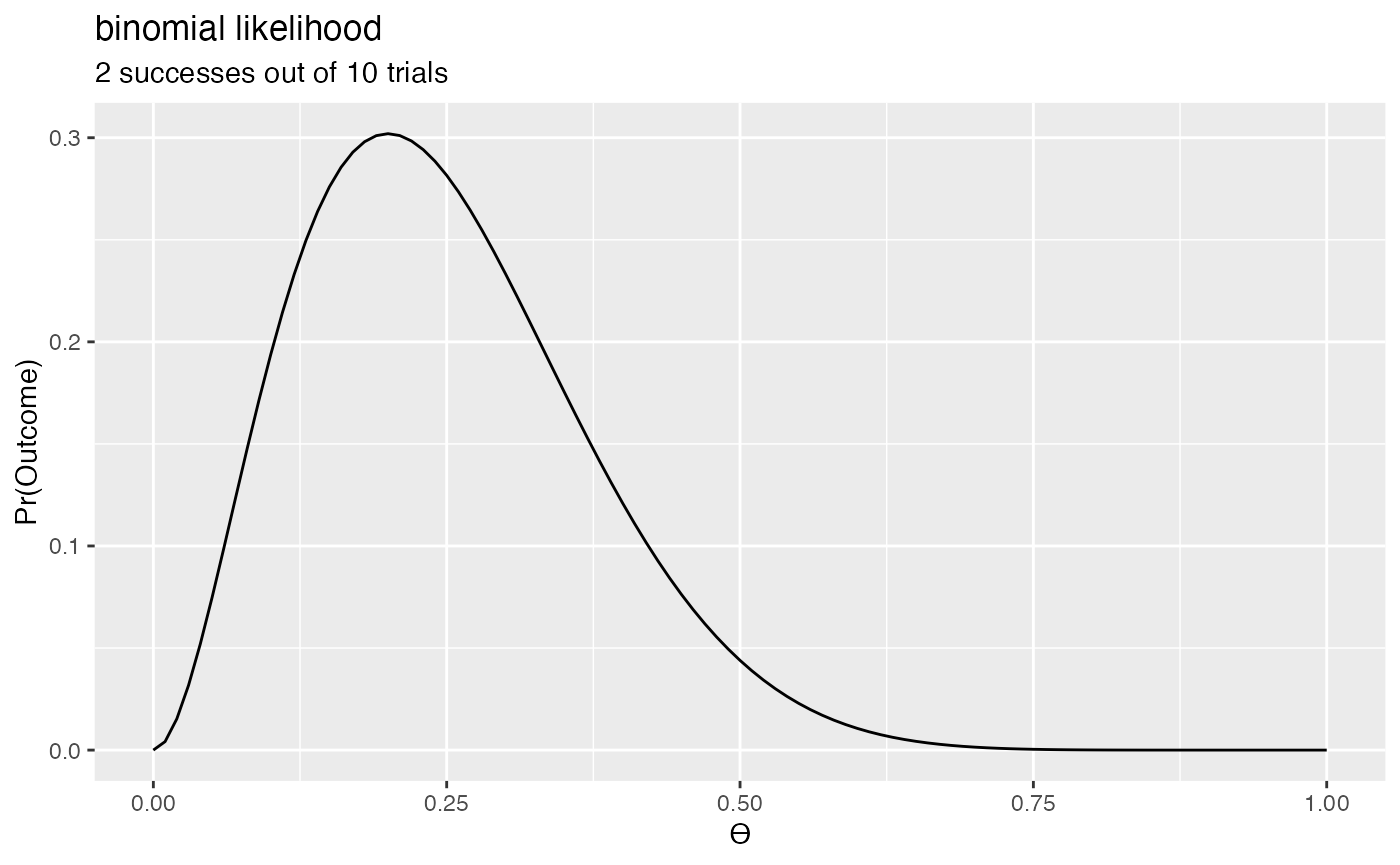 binomial likelihood
2 successes out of 10 trials
Pr(Outcome)
0.3
0.2
0.1
0.0
0.00 0.25 0.50 0.75 1.00
Θ